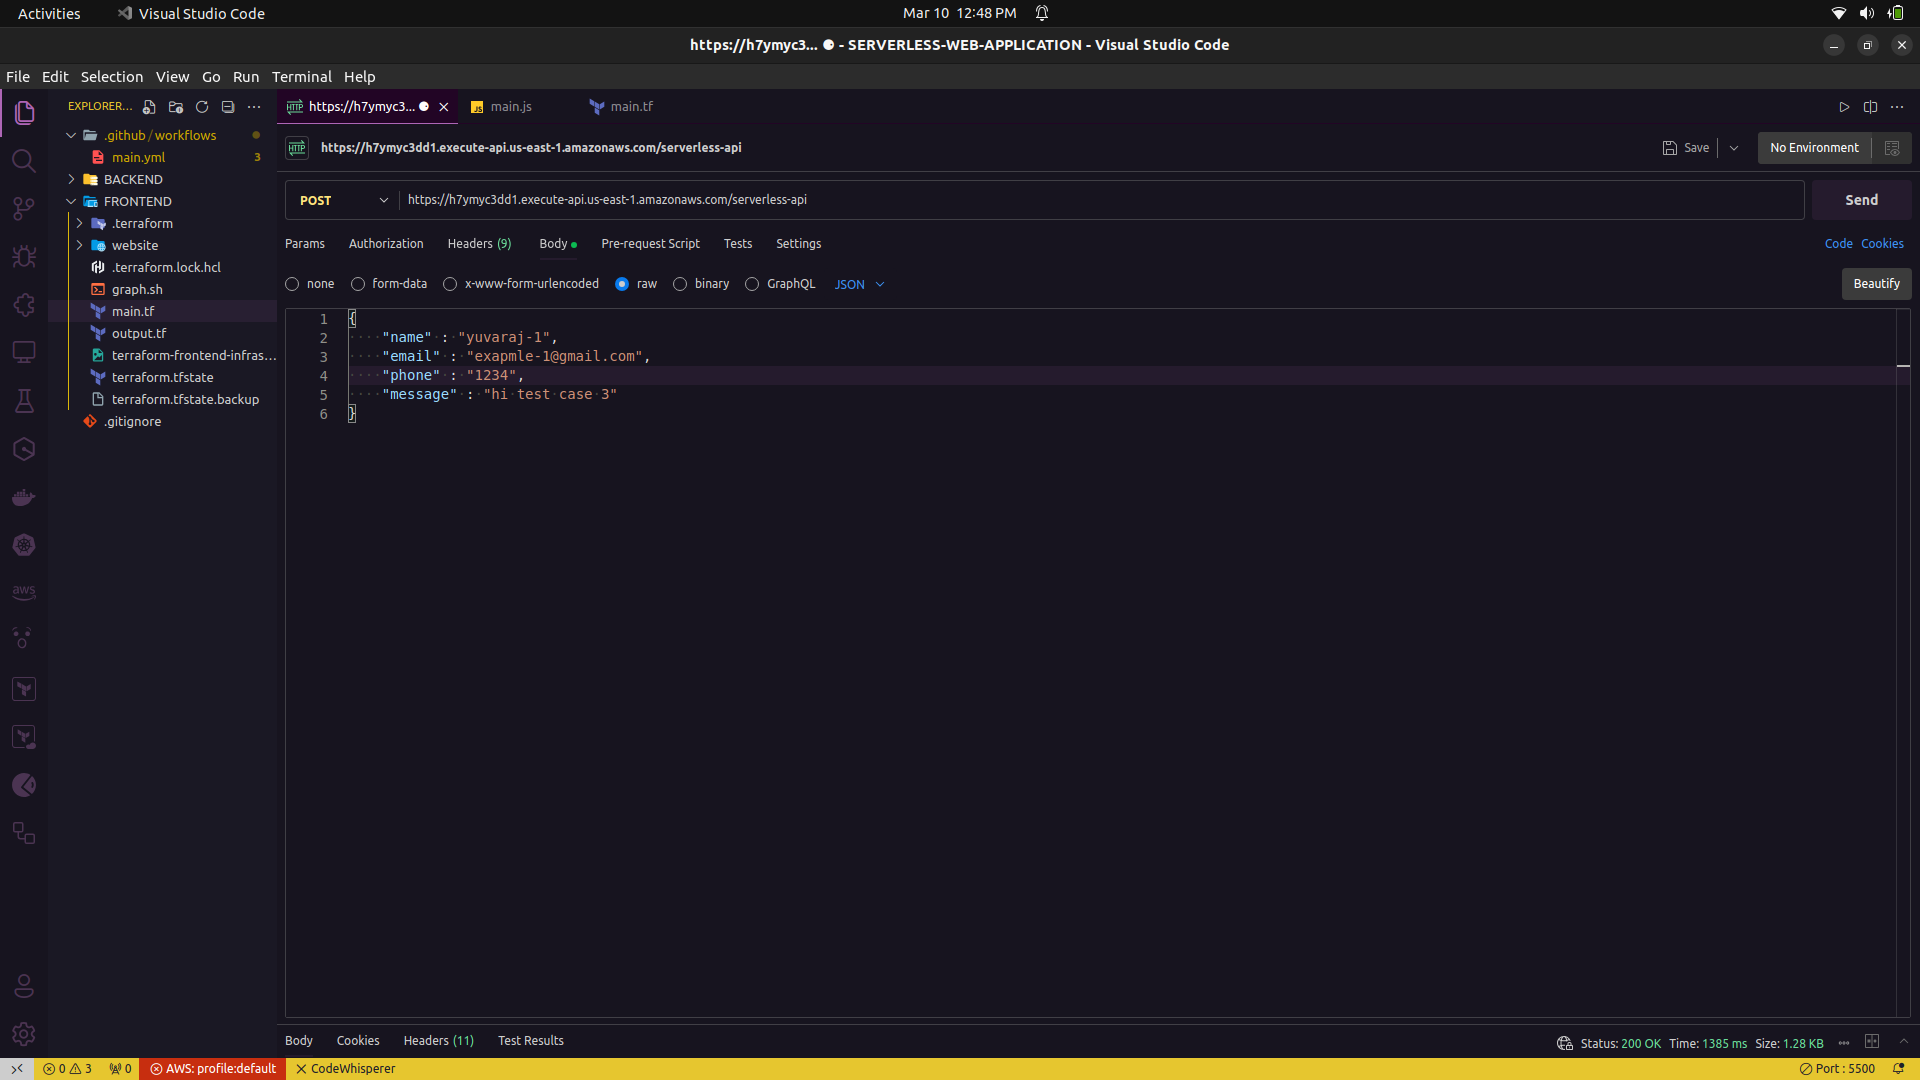 Activities Visual Studio Code Mar 10 12:48 PM
https://h7ymyc3... ● - SERVERLESS-WEB-APPLICATION - Visual Studio Code
File Edit Selection View Go Run Terminal Help
EXPLORER...
.github / workflows
main.yml 3
BACKEND
FRONTEND
.terraform
website
.terraform.lock.hcl
graph.sh
main.tf
output.tf
terraform-frontend-infras...
terraform.tfstate
terraform.tfstate.backup
.gitignore
aws
HTTP https://h7ymyc3... ● JS main.js main.tf
HTTP https://h7ymyc3dd1.execute-api.us-east-1.amazonaws.com/serverless-api Save No Environment
POST https://h7ymyc3dd1.execute-api.us-east-1.amazonaws.com/serverless-api Send
Params Authorization Headers (9) Body Pre-request Script Tests Settings Code Cookies
none form-data x-www-form-urlencoded raw binary GraphQL JSON Beautify
1 {
2 "name" : "yuvaraj-1",
3 "email" : "exapmle-1@gmail.com",
4 "phone" : "1234",
5 "message" : "hi test case 3"
6 }
Body Cookies Headers (11) Test Results Status: 200 OK Time: 1385 ms Size: 1.28 KB
0 3 0 AWS: profile:default CodeWhisperer Port : 5500